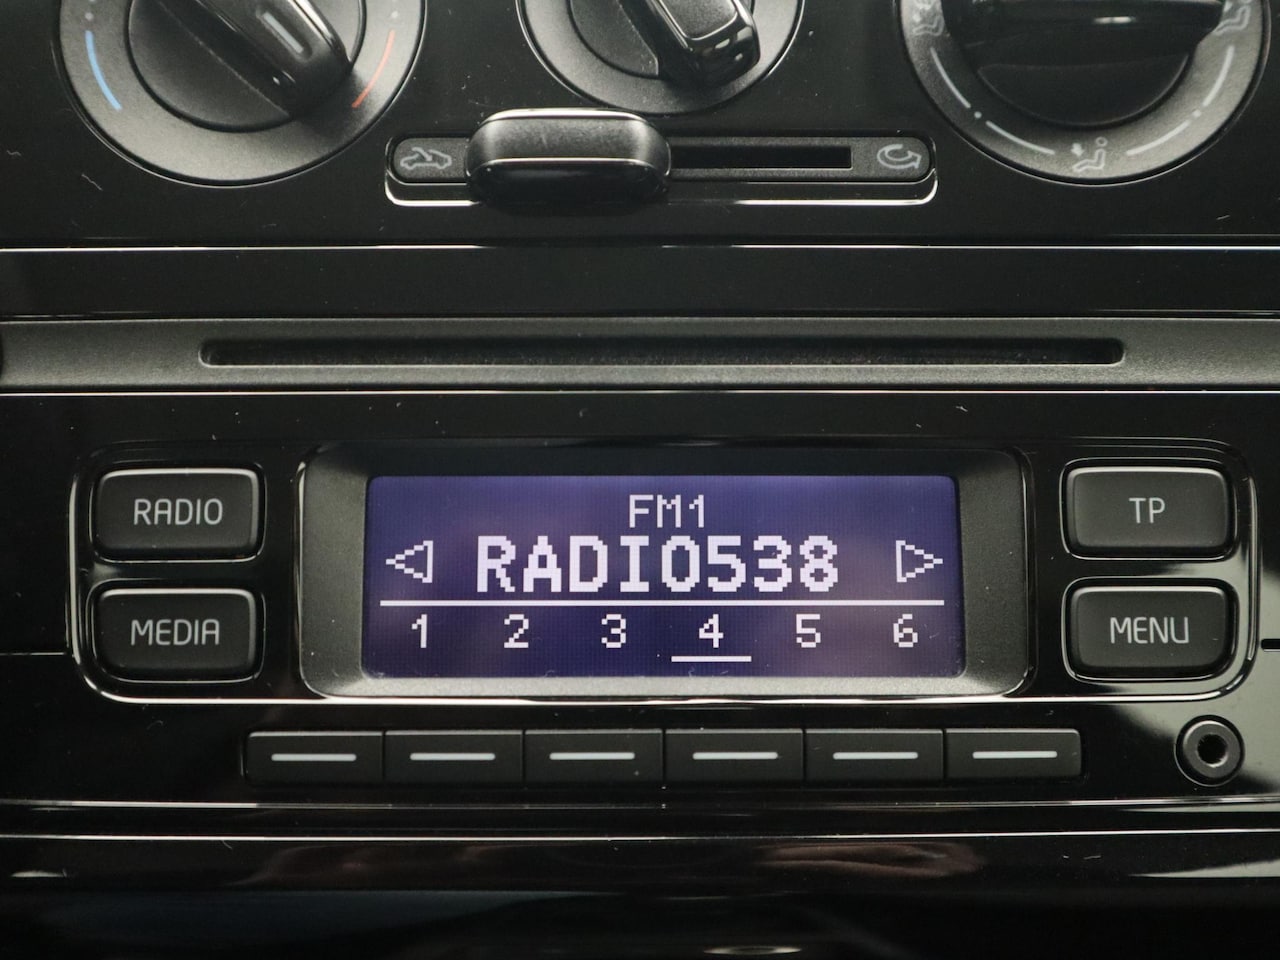 RADIO
MEDIA
FM1
RADIO538
1 2 3 4 5 6
TP
MENU